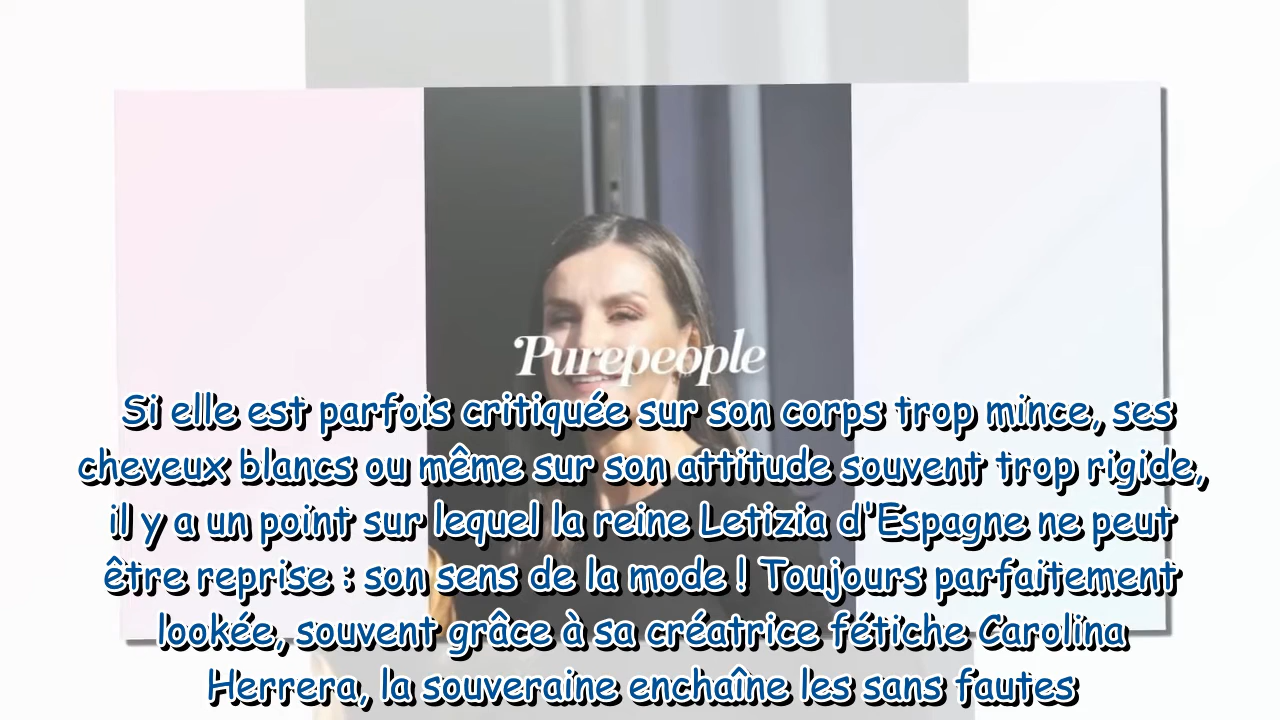 Purepeople
Si elle est parfois critiquée sur son corps trop mince, ses
cheveux blancs ou même sur son attitude souvent trop rigide,
il y a un point sur lequel la reine Letizia d'Espagne ne peut
être reprise : son sens de la mode ! Toujours parfaitement
lookée, souvent grâce à sa créatrice fétiche Carolina
Herrera, la souveraine enchaîne les sans fautes